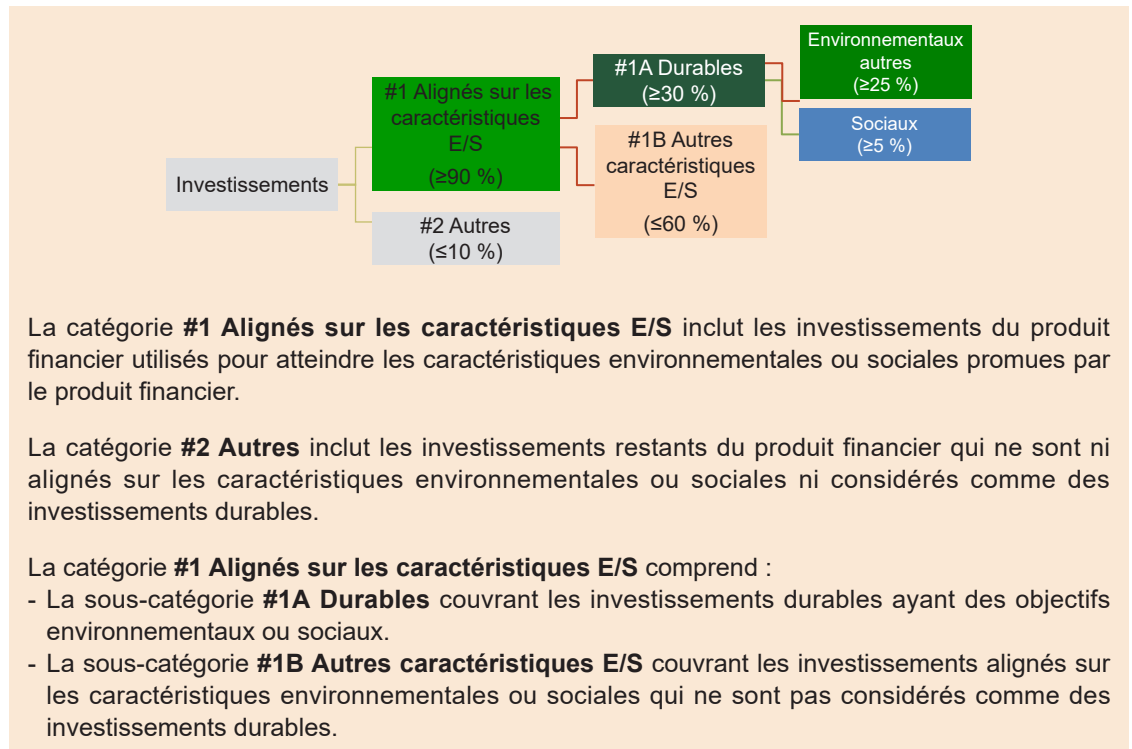 Investissements
#1 Alignés sur les
caractéristiques
E/S
(≥90 %)
#2 Autres
(≤10 %)
#1A Durables
(≥30 %)
#1B Autres
caractéristiques
E/S
(≤60 %)
Environnementaux
autres
(≥25 %)
Sociaux
(≥5 %)
La catégorie #1 Alignés sur les caractéristiques E/S inclut les investissements du produit
financier utilisés pour atteindre les caractéristiques environnementales ou sociales promues par
le produit financier.
La catégorie #2 Autres inclut les investissements restants du produit financier qui ne sont ni
alignés sur les caractéristiques environnementales ou sociales ni considérés comme des
investissements durables.
La catégorie #1 Alignés sur les caractéristiques E/S comprend :
- La sous-catégorie #1A Durables couvrant les investissements durables ayant des objectifs
environnementaux ou sociaux.
- La sous-catégorie #1B Autres caractéristiques E/S couvrant les investissements alignés sur
les caractéristiques environnementales ou sociales qui ne sont pas considérés comme des
investissements durables.